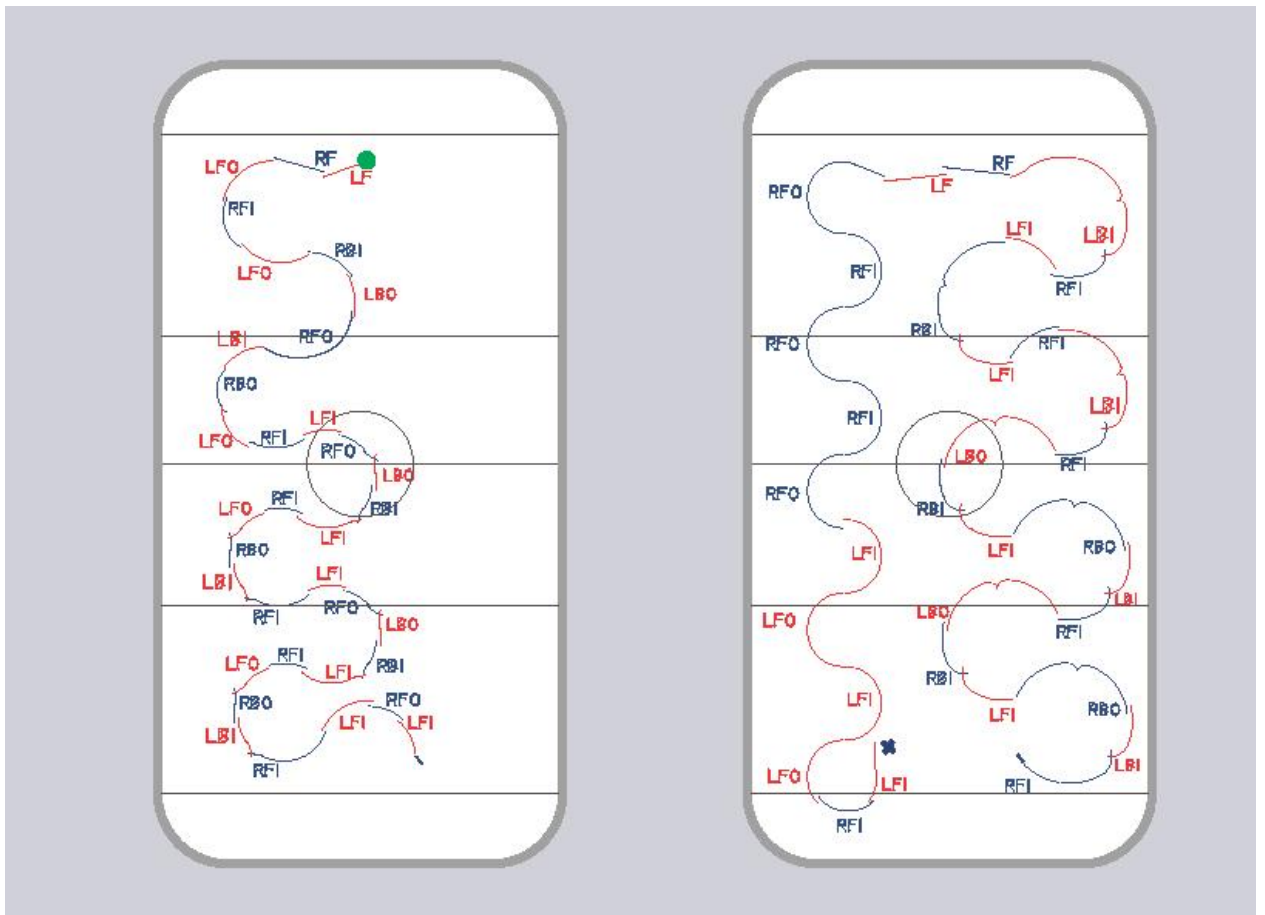 LFO RF LF
RFI
LFO RBI
LBO
LBI RFO
RBO
LFO RFI LFI
RFO
LBO
LFO RFI RBI
RBO LFI
LBI LFI
RFI RFO
LBO
LFO RFI LFI RBI
RBO RFO
LBI LFI LFI
RFI
RFO LF RF
LFI LBI
RFI RFI
RFO RBI RFI
LFI
RFI LBI
LBO RFI
RFO RBI
LFI LFI RBO
LFO LBO LBI
RFI
RBI
LFI LFI RBO
LFO LFI RFI LBI
RFI